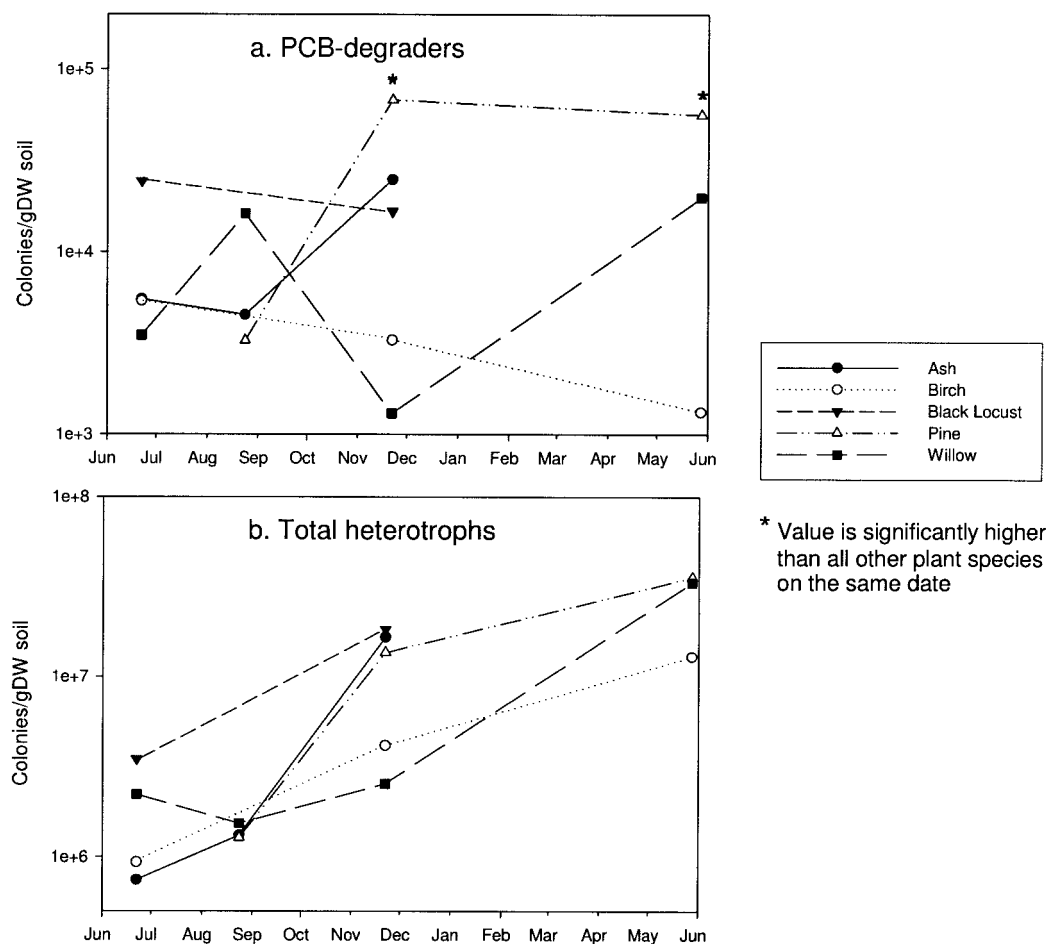 a. PCB-degraders
1e+5
*
*
1e+4
1e+3
Colonies/gDW soil
Jun Jul Aug Sep Oct Nov Dec Jan Feb Mar Apr May Jun
Ash
Birch
Black Locust
Pine
Willow
* Value is significantly higher
than all other plant species
on the same date
b. Total heterotrophs
1e+8
1e+7
1e+6
Colonies/gDW soil
Jun Jul Aug Sep Oct Nov Dec Jan Feb Mar Apr May Jun